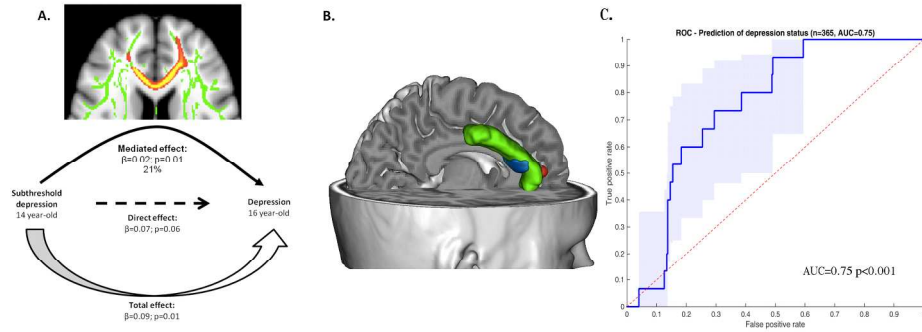 A.
Mediated effect:
β=0.02; p=0.01
21%
Subthreshold
depression
14 year-old
Direct effect:
β=0.07; p=0.06
Depression
16 year-old
Total effect:
β=0.09; p=0.01
B.
C.
ROC - Prediction of depression status (n=365, AUC=0.75)
True positive rate
1
0.9
0.8
0.7
0.6
0.5
0.4
0.3
0.2
0.1
0
AUC=0.75 p<0.001
0 0.1 0.2 0.3 0.4 0.5 0.6 0.7 0.8 0.9
False positive rate